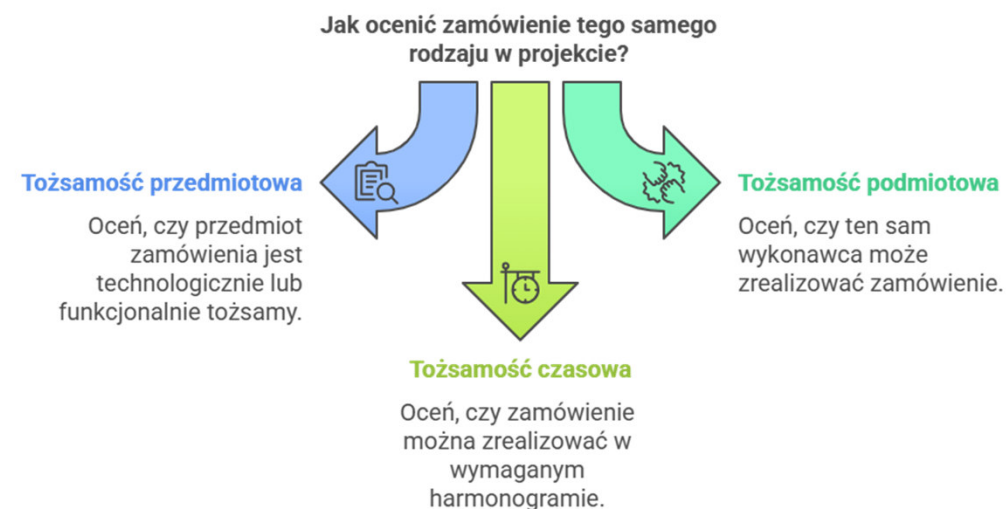 Jak ocenić zamówienie tego samego
rodzaju w projekcie?
Tożsamość przedmiotowa
Oceń, czy przedmiot
zamówienia jest
technologicznie lub
funkcjonalnie tożsamy.
Tożsamość podmiotowa
Oceń, czy ten sam
wykonawca może
zrealizować zamówienie.
Tożsamość czasowa
Oceń, czy zamówienie
można zrealizować w
wymaganym
harmonogramie.